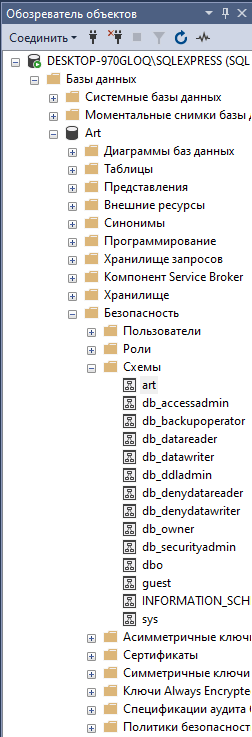 Обозреватель объектов
Соединить
DESKTOP-970GLOQ\SQLEXPRESS (SQL
Базы данных
Системные базы данных
Моментальные снимки базы д
Art
Диаграммы баз данных
Таблицы
Представления
Внешние ресурсы
Синонимы
Программирование
Хранилище запросов
Компонент Service Broker
Хранилище
Безопасность
Пользователи
Роли
Схемы
art
db_accessadmin
db_backupoperator
db_datareader
db_datawriter
db_ddladmin
db_denydatareader
db_denydatawriter
db_owner
db_securityadmin
dbo
guest
INFORMATION_SCH
sys
Асимметричные ключи
Сертификаты
Симметричные ключи
Ключи Always Encrypte
Спецификации аудита
Политики безопасност